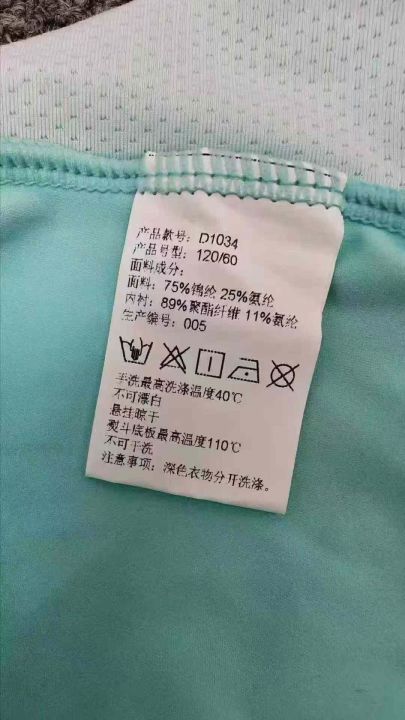 产品款号：D1034
产品号型：120/60
面料成分：
面料：75%锦纶 25%氨纶
内衬：89%聚酯纤维 11%氨纶
生产编号：005
手洗最高洗涤温度40℃
不可漂白
悬挂晾干
熨斗底板最高温度110℃
不可干洗
注意事项：深色衣物分开洗涤。